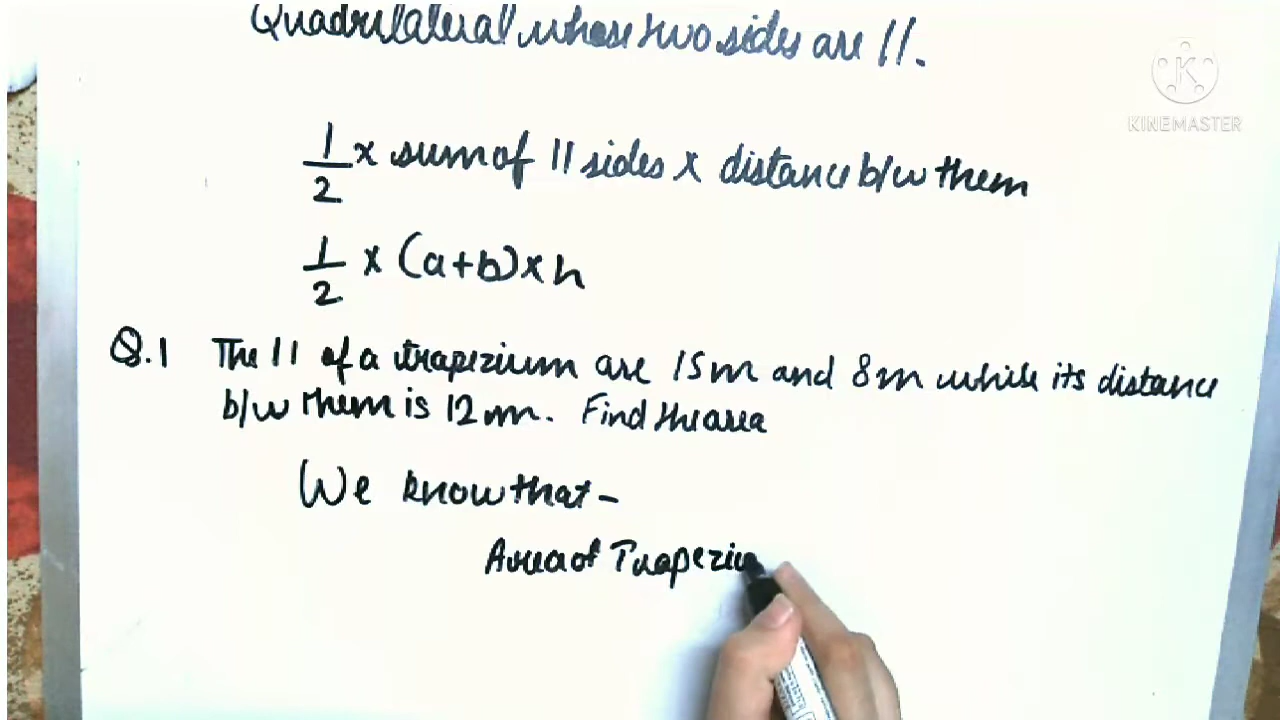 Quadrilateral whose two sides are ||.
K
KINEMASTER
1/2 x sum of || sides x distance b/w them
1/2 x (a+b) x h
Q.1 The || of a trapezium are 15m and 8m while its distance
b/w them is 12m. Find the area
We know that -
Area of Trapeziu